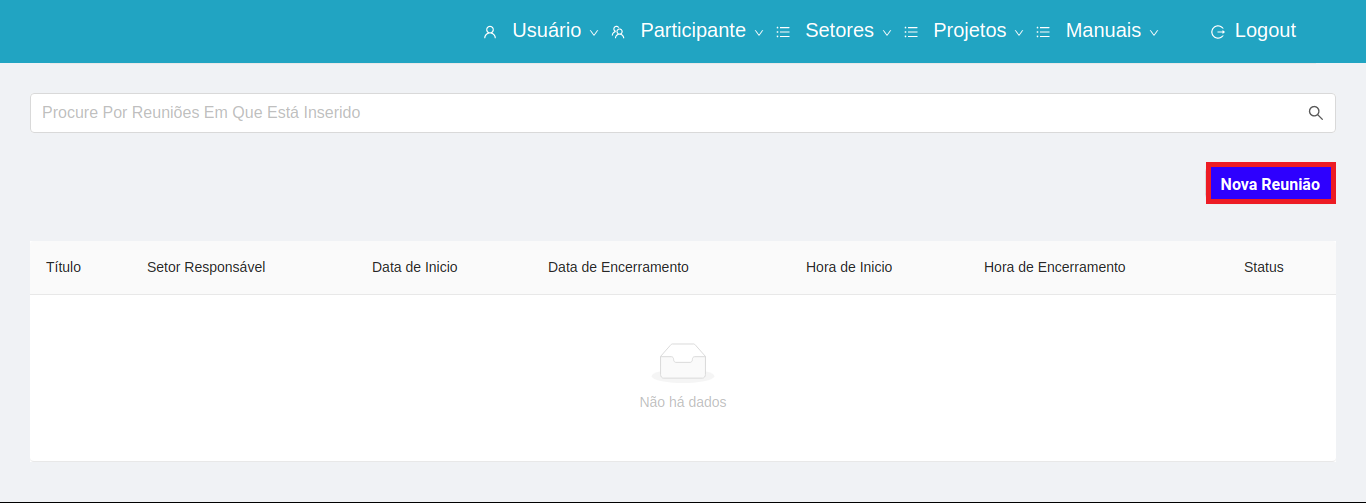 Usuário Participante Setores Projetos Manuais Logout
Procure Por Reuniões Em Que Está Inserido
Nova Reunião
Título Setor Responsável Data de Inicio Data de Encerramento Hora de Inicio Hora de Encerramento Status
Não há dados